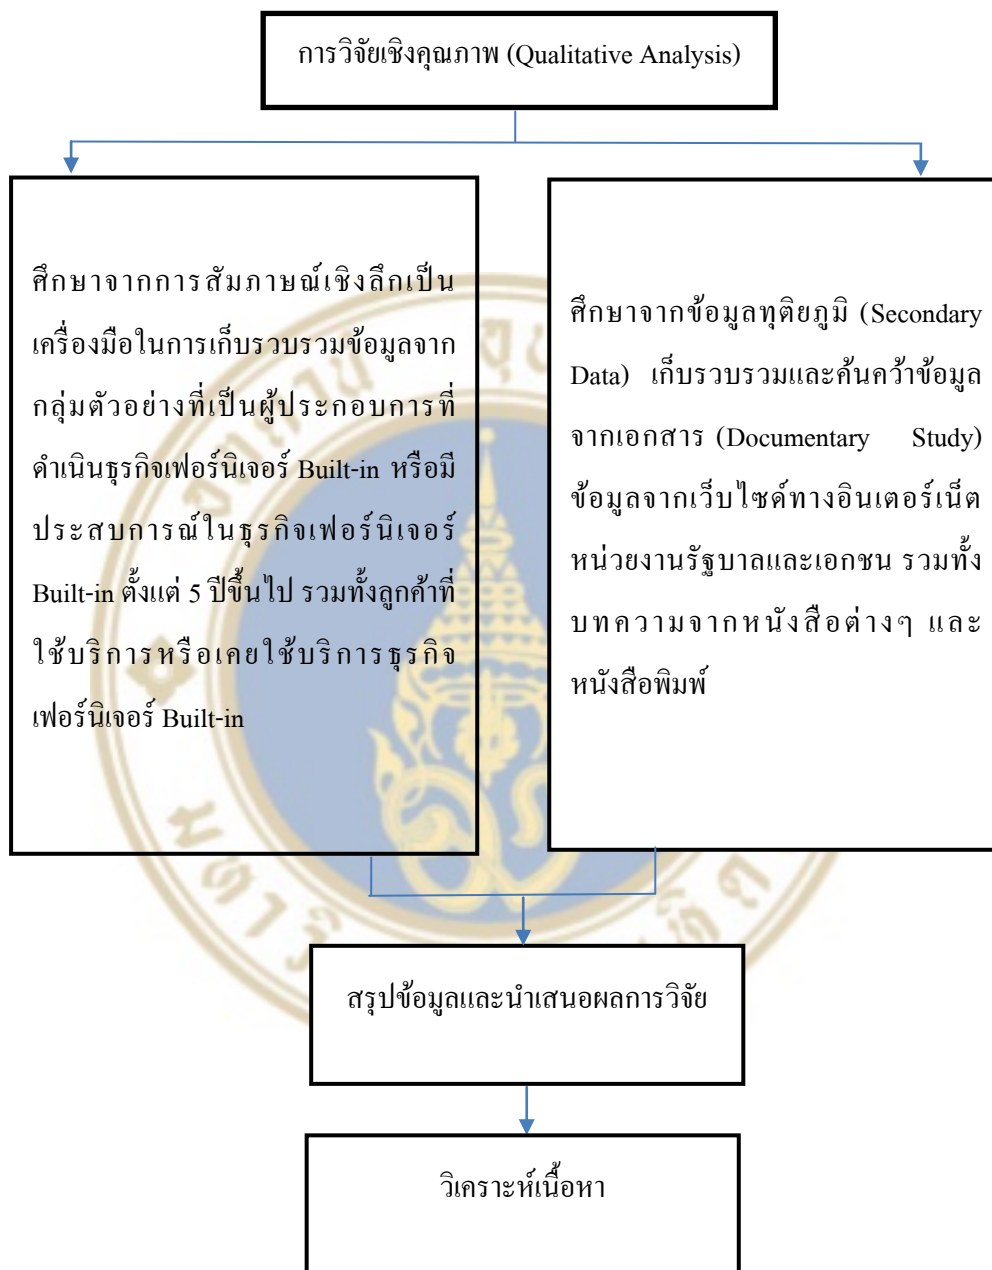 การวิจัยเชิงคุณภาพ (Qualitative Analysis)
ศึกษาจากการสัมภาษณ์เชิงลึกเป็น
เครื่องมือในการเก็บรวบรวมข้อมูลจาก
กลุ่มตัวอย่างที่เป็นผู้ประกอบการที่
ดำเนินธุรกิจเฟอร์นิเจอร์ Built-in หรือมี
ประสบการณ์ในธุรกิจเฟอร์นิเจอร์
Built-in ตั้งแต่ 5 ปีขึ้นไป รวมทั้งลูกค้าที่
ใช้บริการหรือเคยใช้บริการธุรกิจ
เฟอร์นิเจอร์ Built-in
ศึกษาจากข้อมูลทุติยภูมิ (Secondary
Data) เก็บรวบรวมและค้นคว้าข้อมูล
จากเอกสาร (Documentary Study)
ข้อมูลจากเว็บไซต์ทางอินเตอร์เน็ต
หน่วยงานรัฐบาลและเอกชน รวมทั้ง
บทความจากหนังสือต่างๆ และ
หนังสือพิมพ์
สรุปข้อมูลและนำเสนอผลการวิจัย
วิเคราะห์เนื้อหา